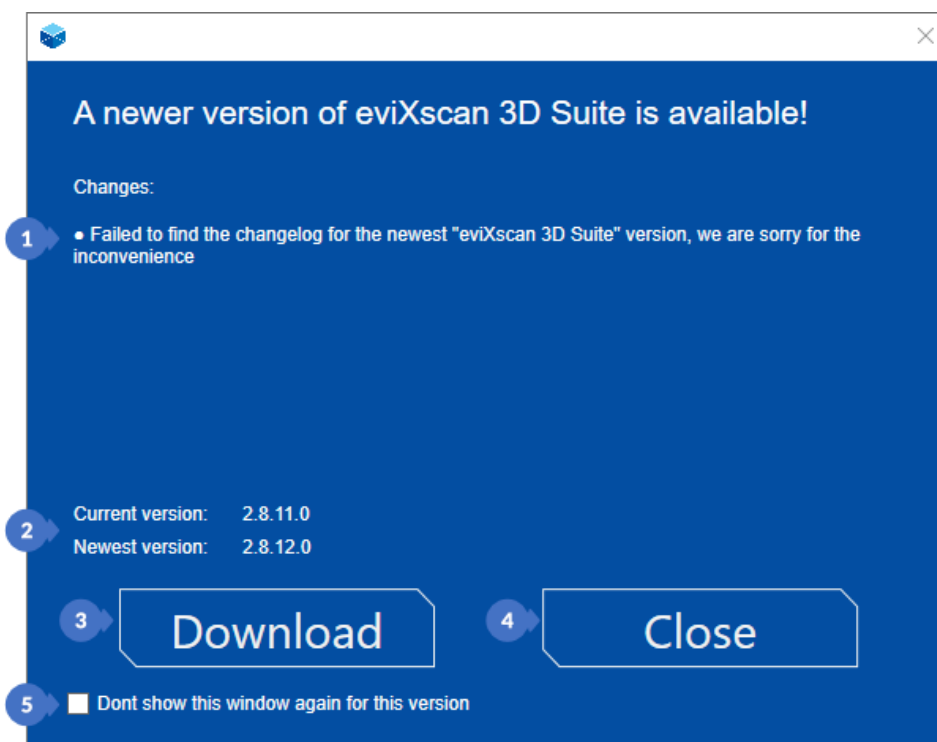 A newer version of eviXscan 3D Suite is available!
Changes:
1
● Failed to find the changelog for the newest "eviXscan 3D Suite" version, we are sorry for the
inconvenience
2
Current version: 2.8.11.0
Newest version: 2.8.12.0
3
Download
4
Close
5
Dont show this window again for this version